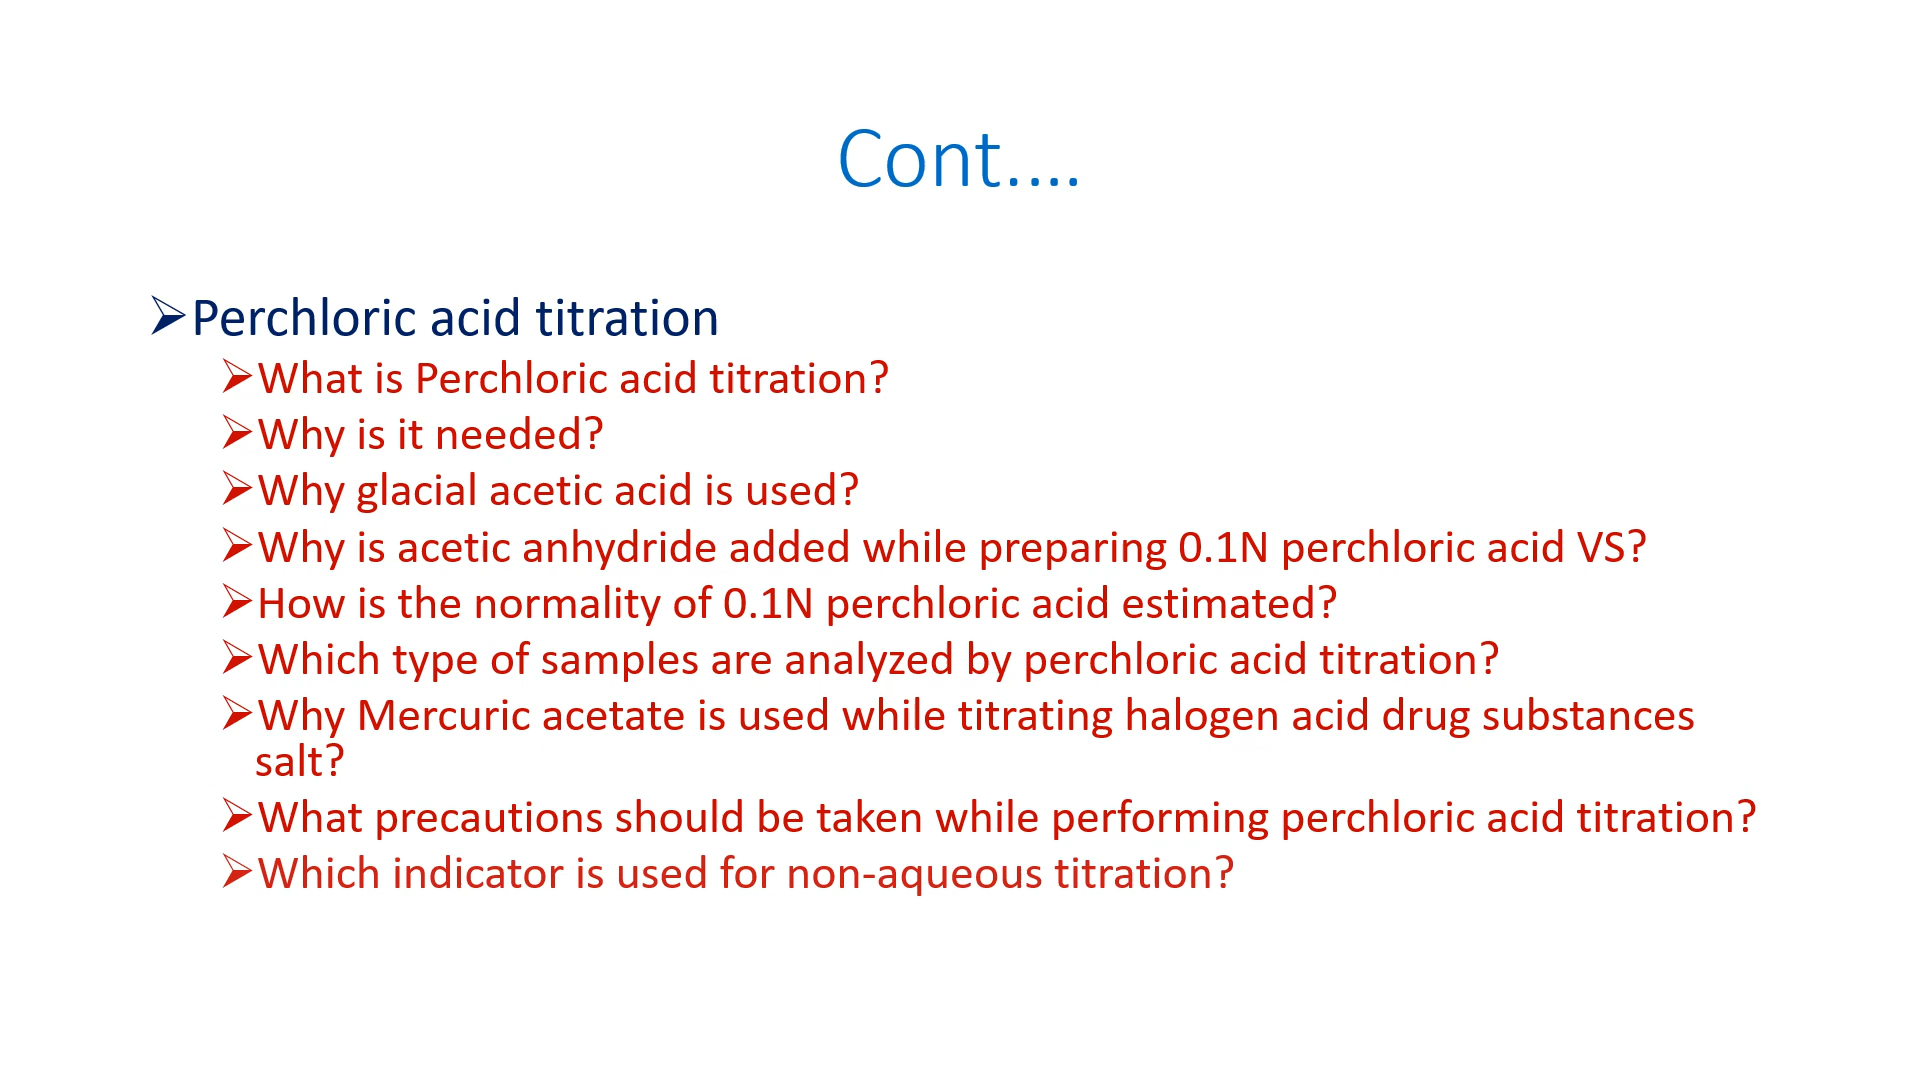 Cont....
➢Perchloric acid titration
➢What is Perchloric acid titration?
➢Why is it needed?
➢Why glacial acetic acid is used?
➢Why is acetic anhydride added while preparing 0.1N perchloric acid VS?
➢How is the normality of 0.1N perchloric acid estimated?
➢Which type of samples are analyzed by perchloric acid titration?
➢Why Mercuric acetate is used while titrating halogen acid drug substances
salt?
➢What precautions should be taken while performing perchloric acid titration?
➢Which indicator is used for non-aqueous titration?